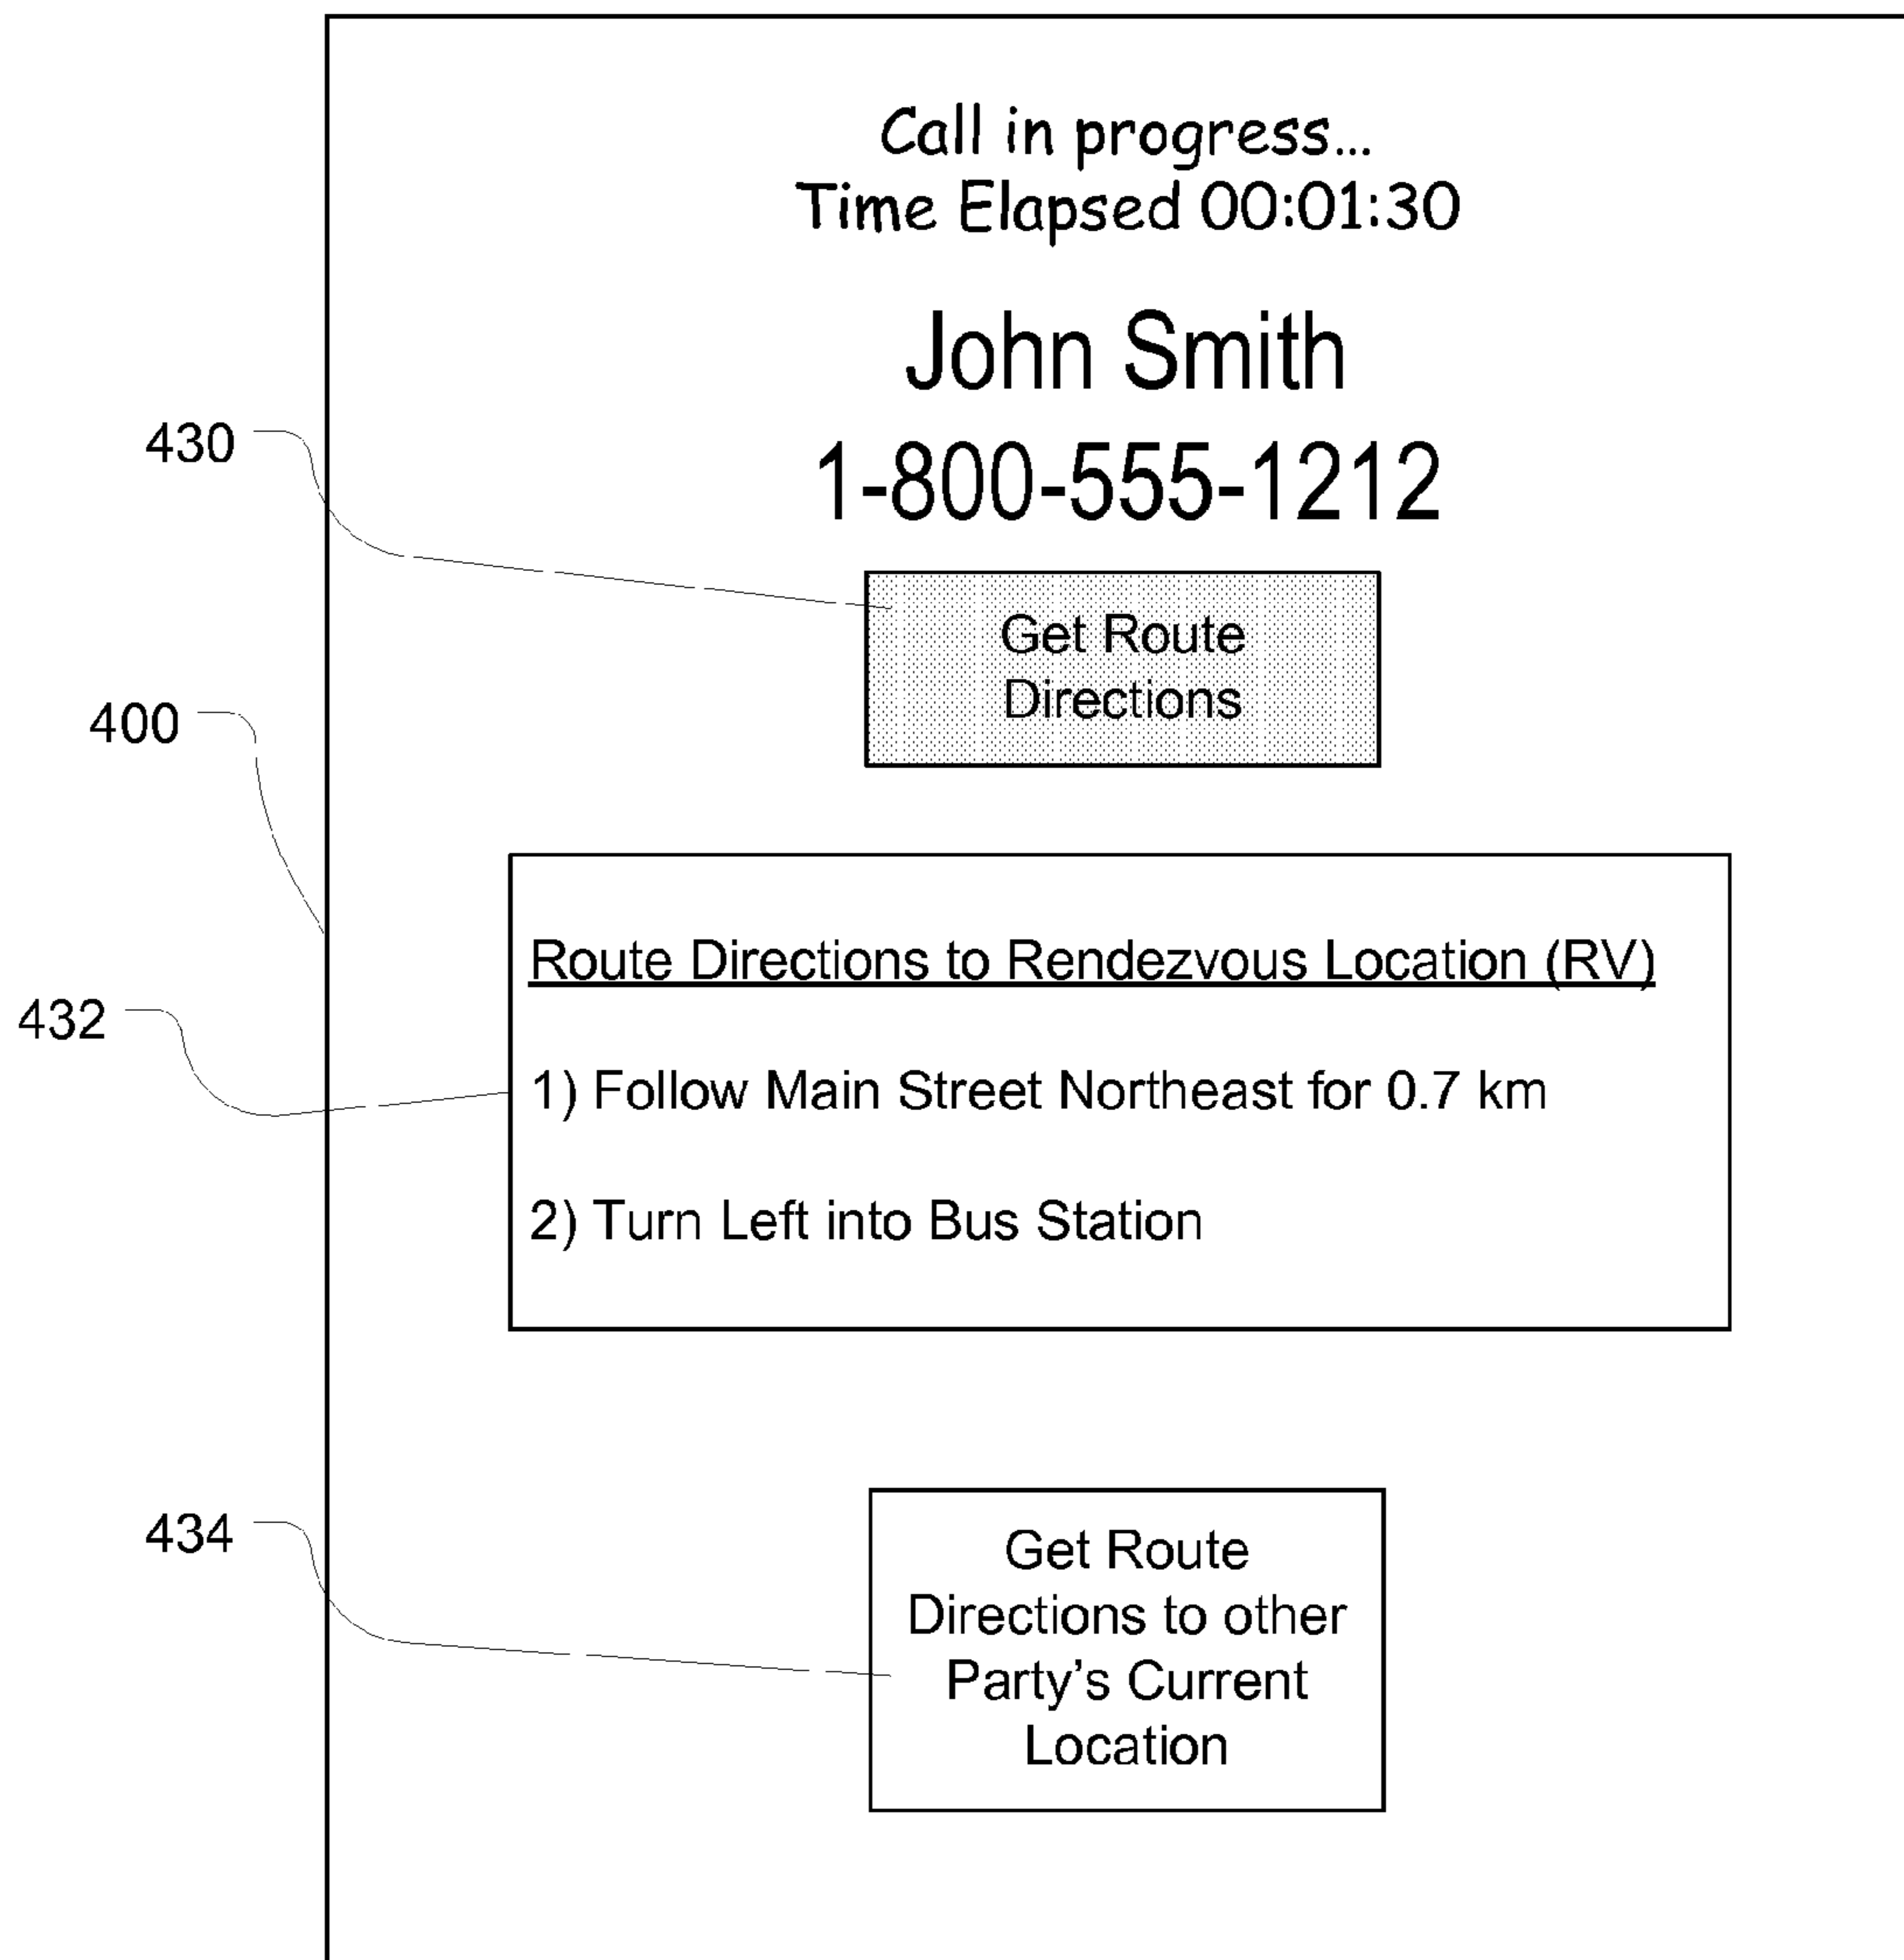 Call in progress...
Time Elapsed 00:01:30
John Smith
430
1-800-555-1212
Get Route
Directions
400
Route Directions to Rendezvous Location (RV)
432
1) Follow Main Street Northeast for 0.7 km
2) Turn Left into Bus Station
434
Get Route
Directions to other
Party's Current
Location